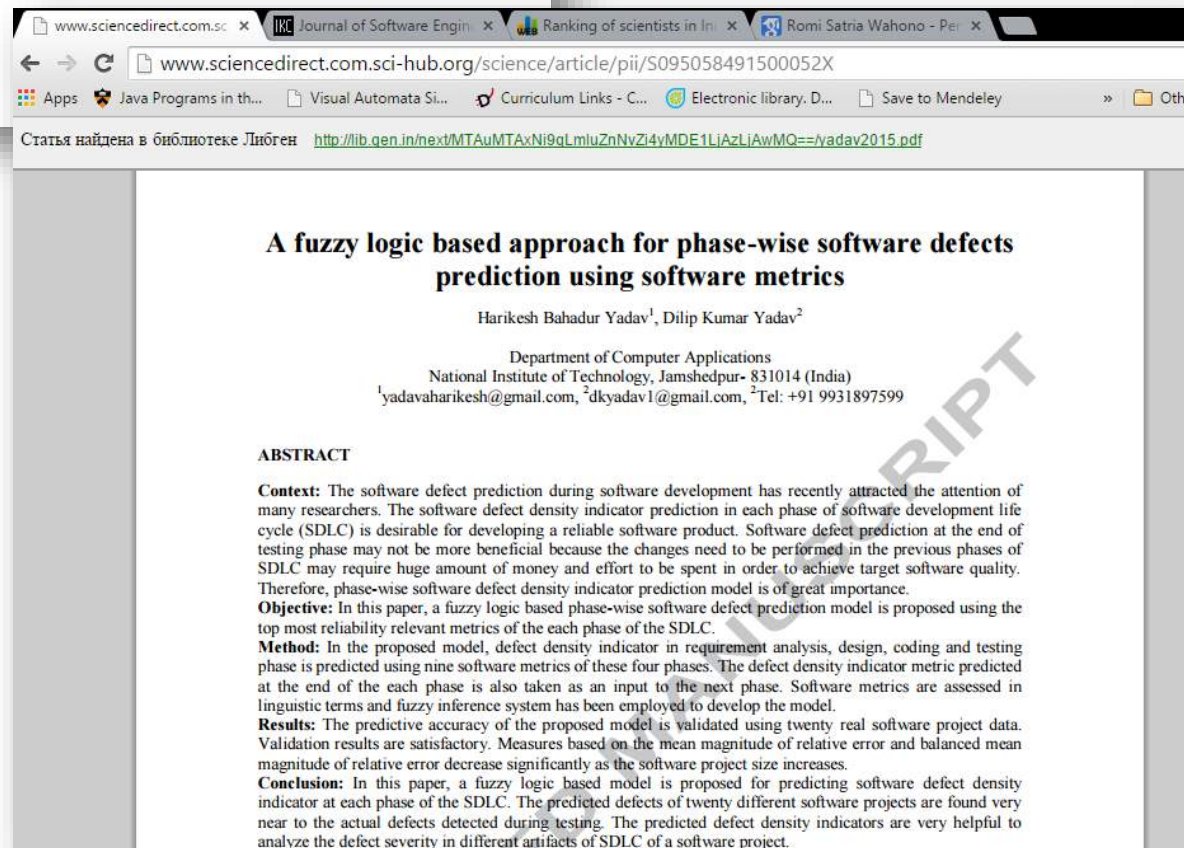 www.sciencedirect.com.sc
IKC Journal of Software Engin
WEB Ranking of scientists in In
Romi Satria Wahono - Per
www.sciencedirect.com.sci-hub.org/science/article/pii/S095058491500052X
Apps Java Programs in th... Visual Automata Si... Curriculum Links - C... Electronic library. D... Save to Mendeley » Oth
Статья найдена в библиотеке Либген http://lib.gen.in/next/MTAuMTAxNi9qLmluZnNvZi4yMDE1LjAzLjAwMQ==/yadav2015.pdf
A fuzzy logic based approach for phase-wise software defects
prediction using software metrics
Harikesh Bahadur Yadav1, Dilip Kumar Yadav2
Department of Computer Applications
National Institute of Technology, Jamshedpur- 831014 (India)
1yadavaharikesh@gmail.com, 2dkyadav1@gmail.com, 2Tel: +91 9931897599
ABSTRACT
Context: The software defect prediction during software development has recently attracted the attention of
many researchers. The software defect density indicator prediction in each phase of software development life
cycle (SDLC) is desirable for developing a reliable software product. Software defect prediction at the end of
testing phase may not be more beneficial because the changes need to be performed in the previous phases of
SDLC may require huge amount of money and effort to be spent in order to achieve target software quality.
Therefore, phase-wise software defect density indicator prediction model is of great importance.
Objective: In this paper, a fuzzy logic based phase-wise software defect prediction model is proposed using the
top most reliability relevant metrics of the each phase of the SDLC.
Method: In the proposed model, defect density indicator in requirement analysis, design, coding and testing
phase is predicted using nine software metrics of these four phases. The defect density indicator metric predicted
at the end of the each phase is also taken as an input to the next phase. Software metrics are assessed in
linguistic terms and fuzzy inference system has been employed to develop the model.
Results: The predictive accuracy of the proposed model is validated using twenty real software project data.
Validation results are satisfactory. Measures based on the mean magnitude of relative error and balanced mean
magnitude of relative error decrease significantly as the software project size increases.
Conclusion: In this paper, a fuzzy logic based model is proposed for predicting software defect density
indicator at each phase of the SDLC. The predicted defects of twenty different software projects are found very
near to the actual defects detected during testing. The predicted defect density indicators are very helpful to
analyze the defect severity in different artifacts of SDLC of a software project.
ED MANUSCRIPT